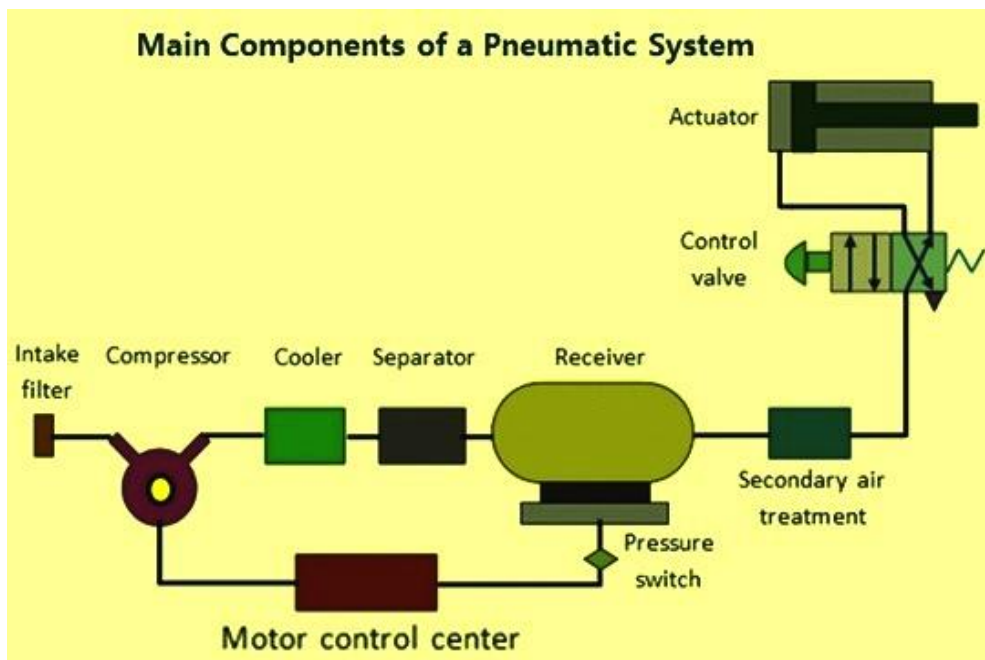 Main Components of a Pneumatic System
Actuator
Control
valve
Intake
filter
Compressor
Cooler
Separator
Receiver
Secondary air
treatment
Pressure
switch
Motor control center